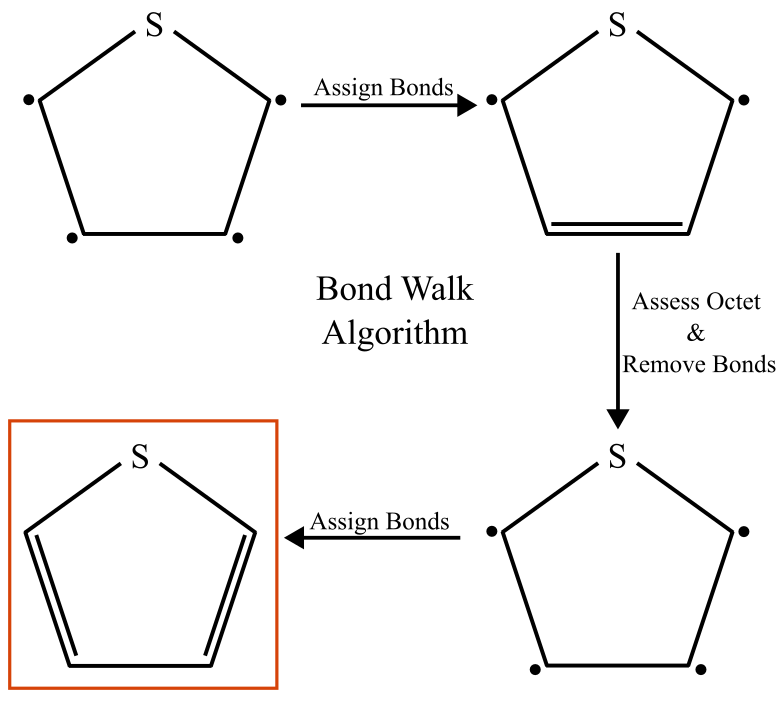 S
Assign Bonds
S
Bond Walk
Algorithm
Assess Octet
&
Remove Bonds
S
Assign Bonds
S